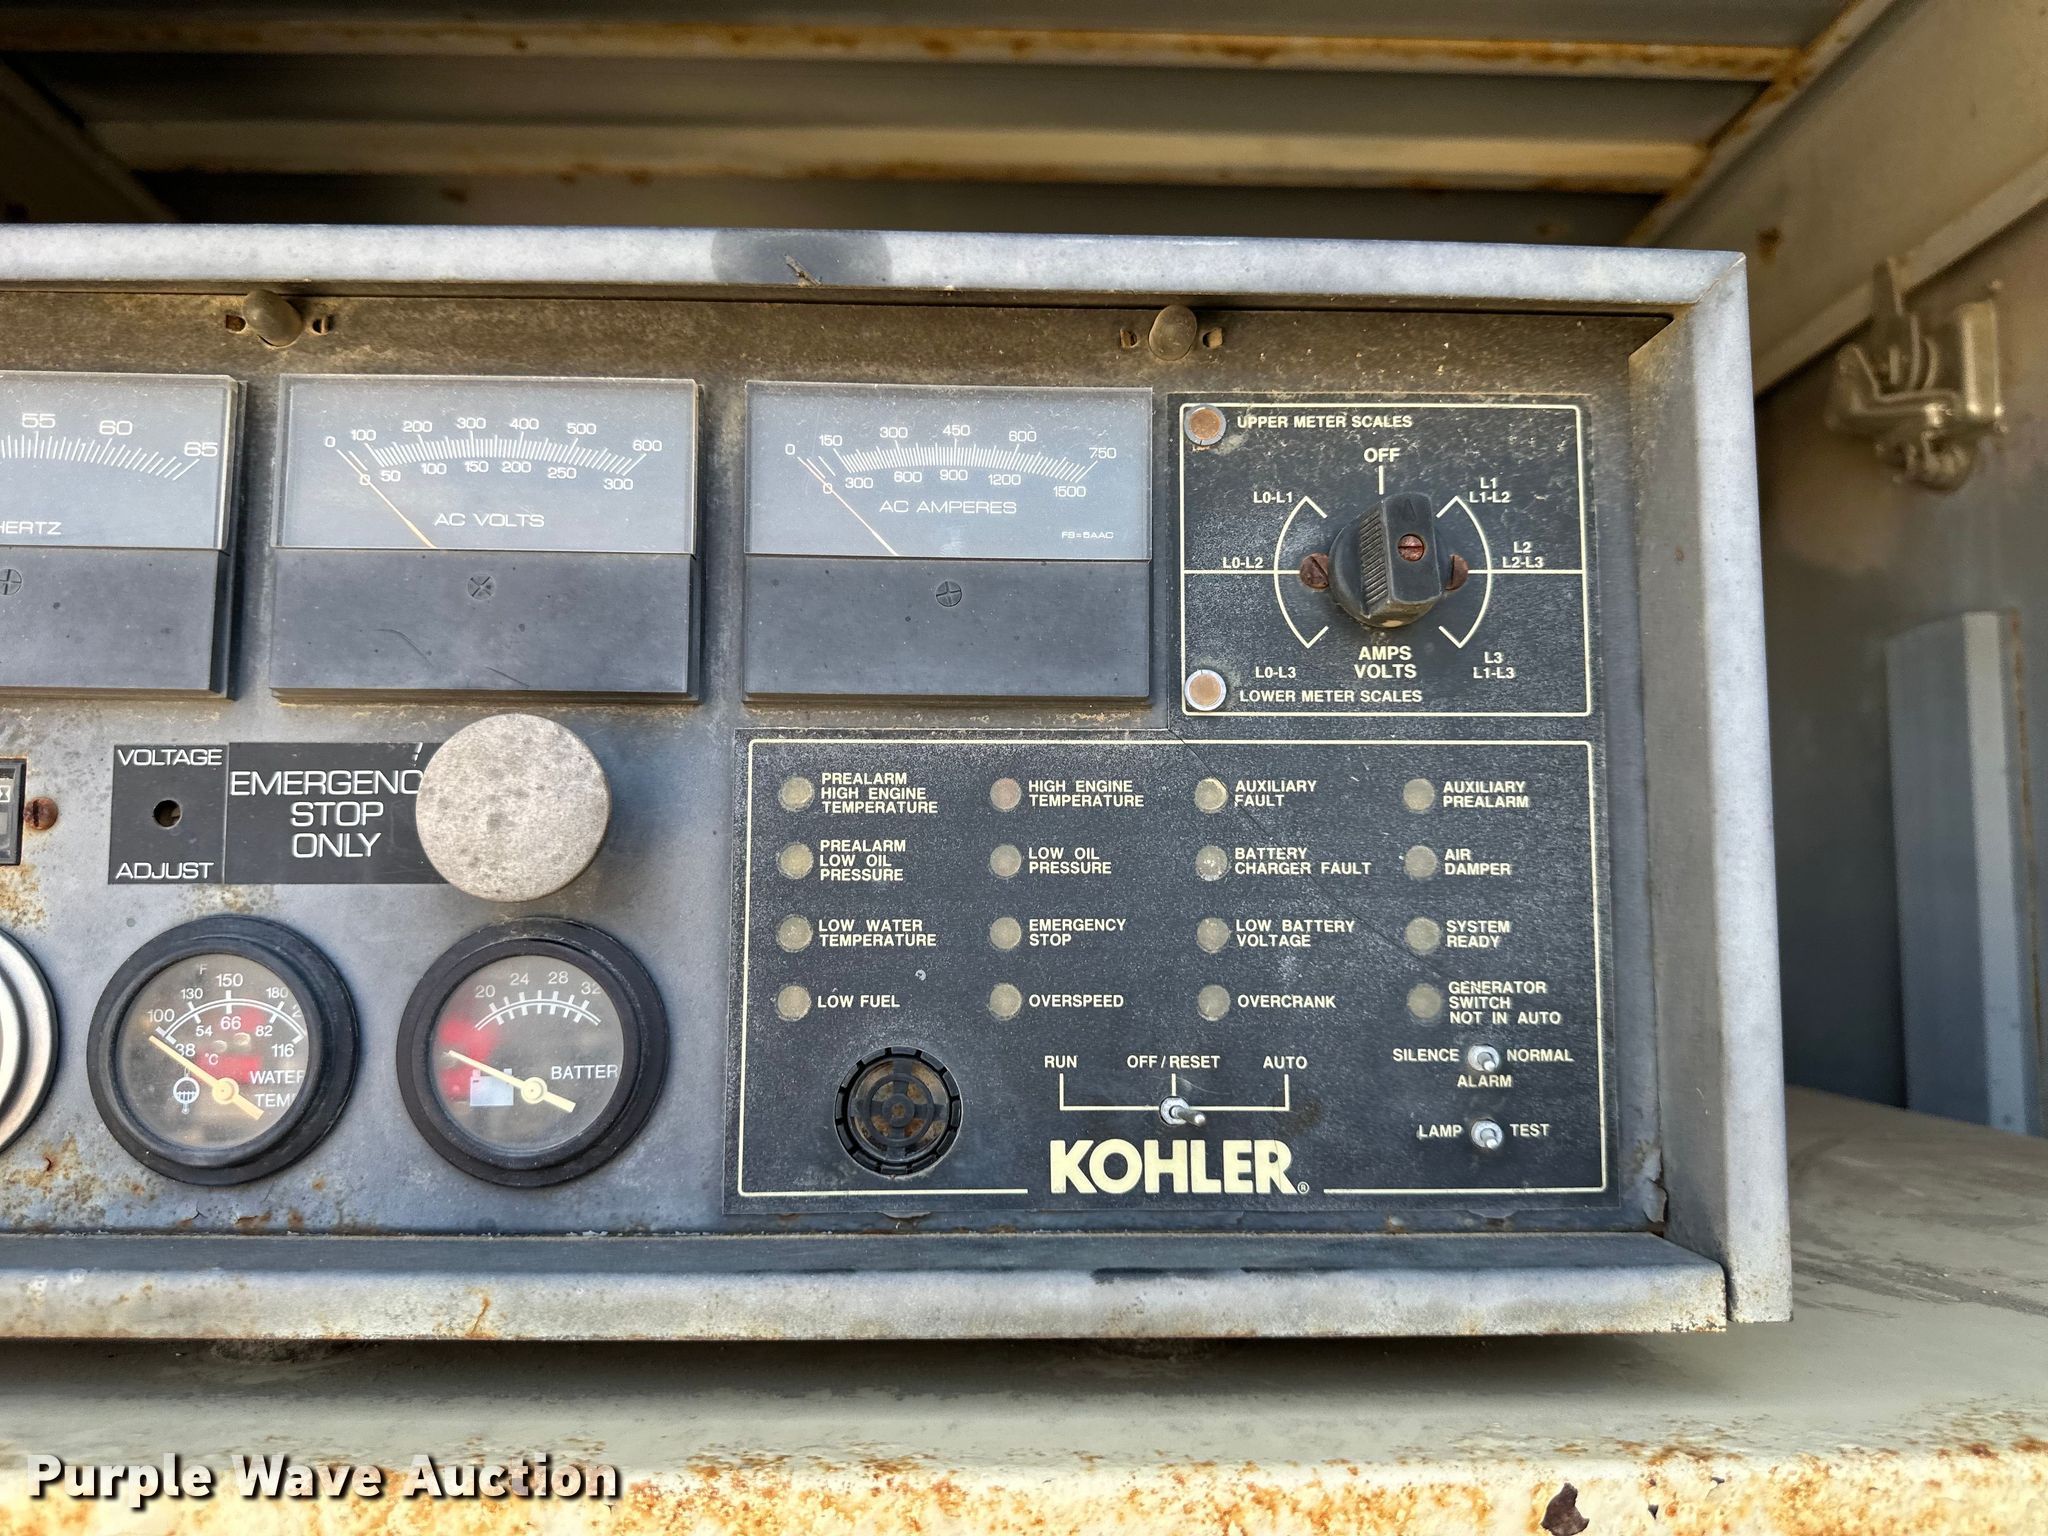 55 60 65
HERTZ
0 100 200 300 400 500 600
0 50 100 150 200 250 300
AC VOLTS
0 150 300 450 600 750
0 300 600 900 1200 1500
AC AMPERES
FS=5AAC
UPPER METER SCALES
OFF
L0-L1
L1
L1-L2
L0-L2
L2
L2-L3
L0-L3
AMPS
VOLTS
L3
L1-L3
LOWER METER SCALES
VOLTAGE
ADJUST
EMERGENC
STOP
ONLY
PREALARM
HIGH ENGINE
TEMPERATURE
HIGH ENGINE
TEMPERATURE
AUXILIARY
FAULT
AUXILIARY
PREALARM
PREALARM
LOW OIL
PRESSURE
LOW OIL
PRESSURE
BATTERY
CHARGER FAULT
AIR
DAMPER
LOW WATER
TEMPERATURE
EMERGENCY
STOP
LOW BATTERY
VOLTAGE
SYSTEM
READY
LOW FUEL
OVERSPEED
OVERCRANK
GENERATOR
SWITCH
NOT IN AUTO
°F
100 130 150 180 2
38 54 66 82 116
°C
WATER
TEM
20 24 28 32
BATTER
RUN OFF/RESET AUTO
SILENCE NORMAL
ALARM
LAMP TEST
KOHLER®
Purple Wave Auction